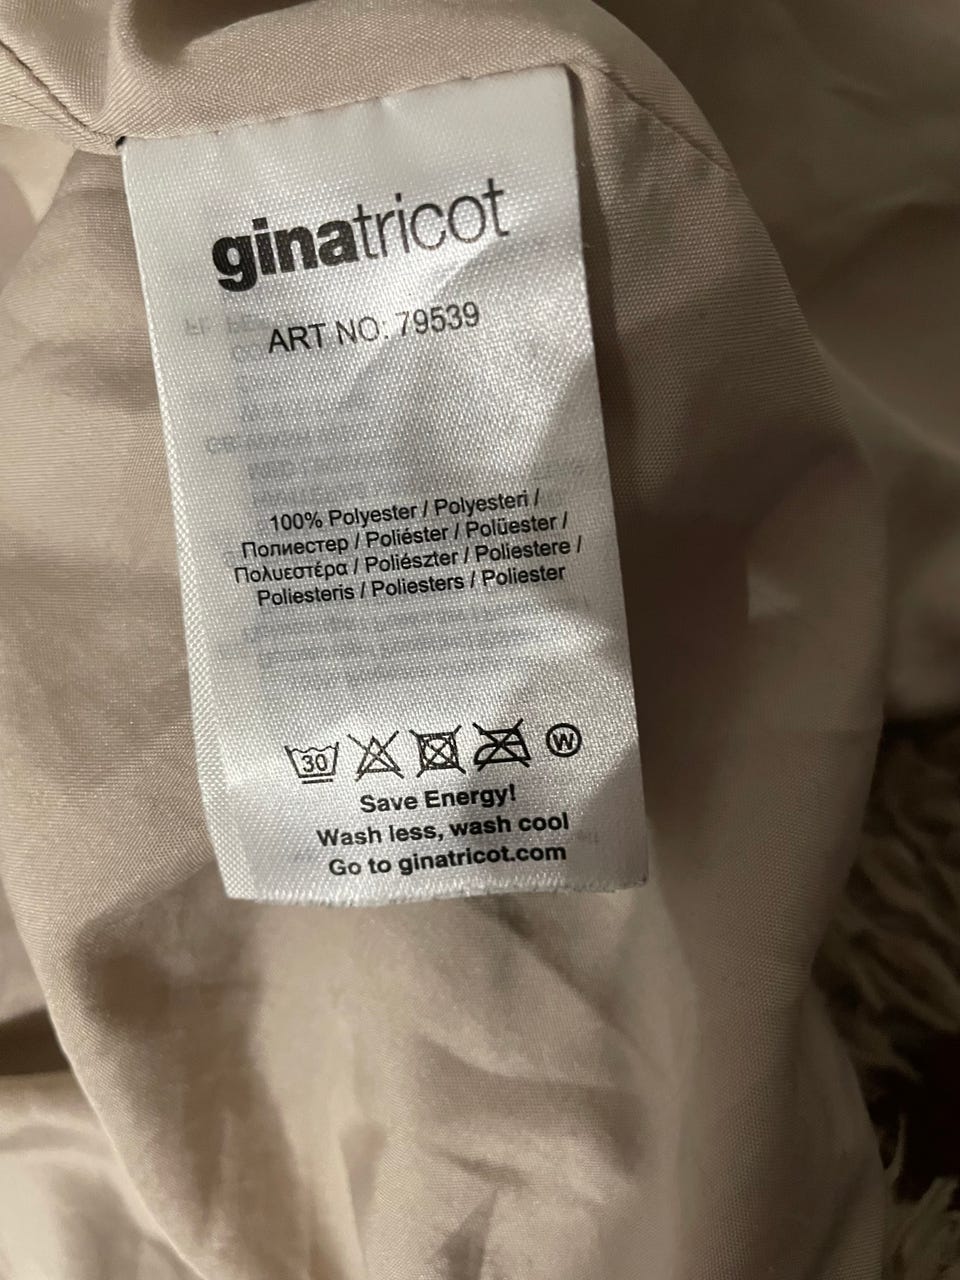 ginatricot
ART NO: 79539
100% Polyester / Polyesteri /
Полиестер / Poliéster / Polüester /
Πολυεστέρα / Poliészter / Poliestere /
Poliesteris / Poliesters / Poliester
30 W
Save Energy!
Wash less, wash cool
Go to ginatricot.com